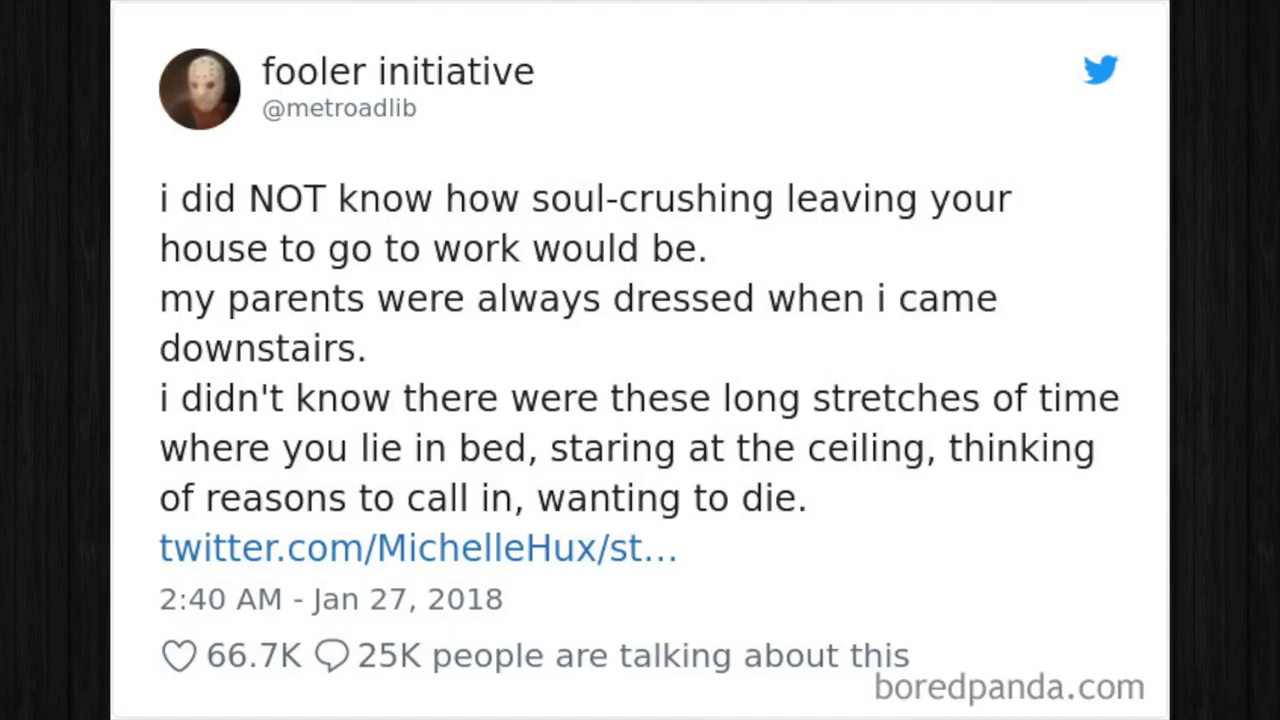 fooler initiative
@metroadlib
i did NOT know how soul-crushing leaving your
house to go to work would be.
my parents were always dressed when i came
downstairs.
i didn't know there were these long stretches of time
where you lie in bed, staring at the ceiling, thinking
of reasons to call in, wanting to die.
twitter.com/MichelleHux/st...
2:40 AM - Jan 27, 2018
66.7K 25K people are talking about this
boredpanda.com